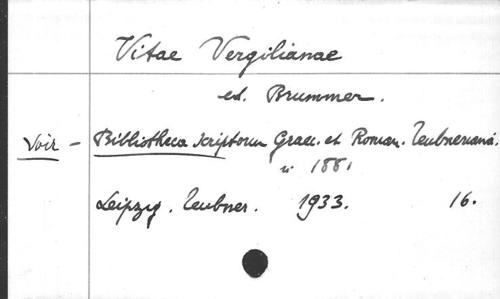 Vitae Vergilianae
ed. Brummer.
Voir - Bibliotheca scriptorum Graec. et Roman. Teubneriana.
n° 1881
Leipzig. Teubner. 1933. 16.